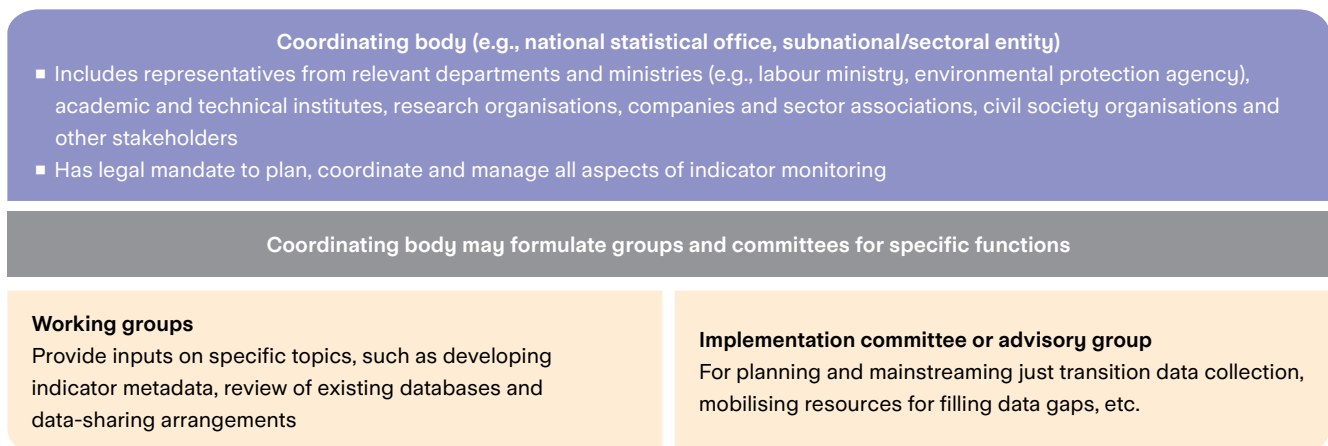 Coordinating body (e.g., national statistical office, subnational/sectoral entity)
■ Includes representatives from relevant departments and ministries (e.g., labour ministry, environmental protection agency),
academic and technical institutes, research organisations, companies and sector associations, civil society organisations and
other stakeholders
■ Has legal mandate to plan, coordinate and manage all aspects of indicator monitoring
Coordinating body may formulate groups and committees for specific functions
Working groups
Provide inputs on specific topics, such as developing
indicator metadata, review of existing databases and
data-sharing arrangements
Implementation committee or advisory group
For planning and mainstreaming just transition data collection,
mobilising resources for filling data gaps, etc.